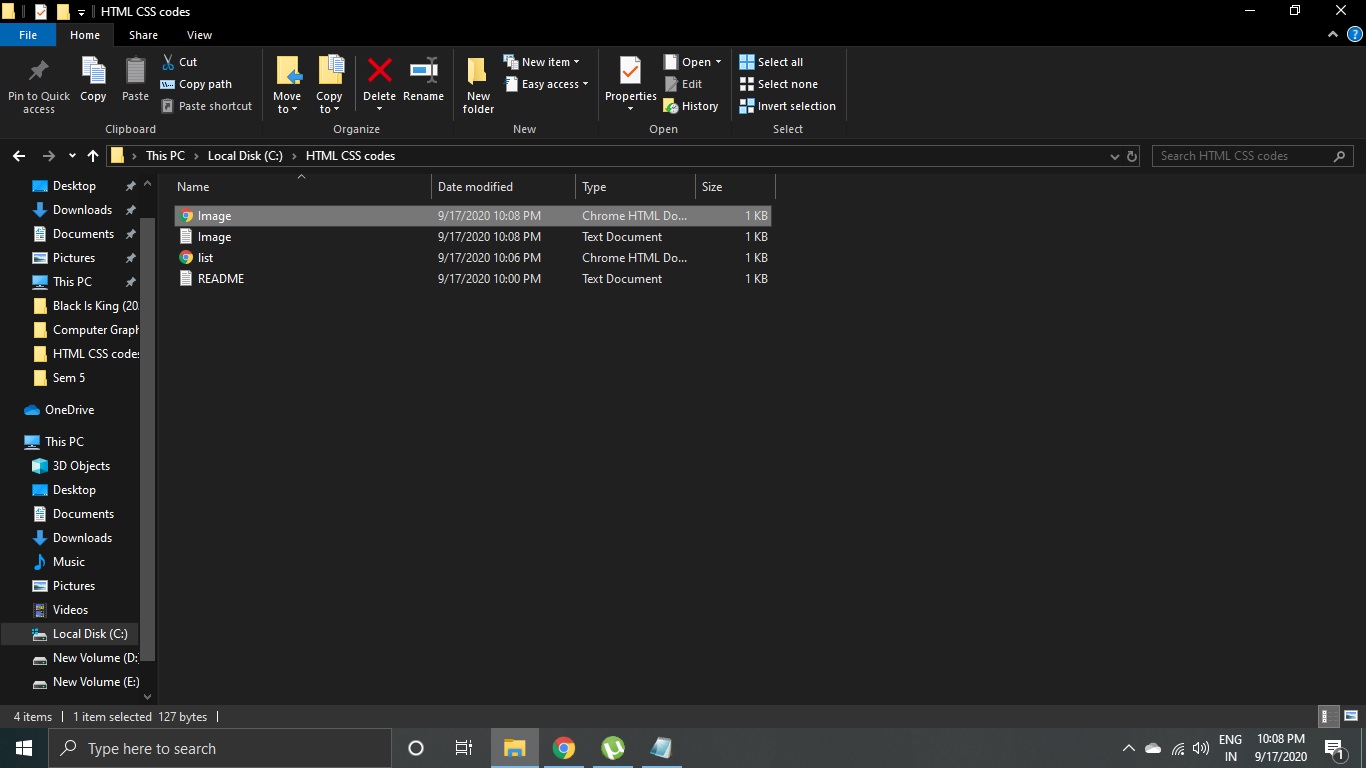 HTML CSS codes
File Home Share View
Pin to Quick access
Copy
Paste
Cut
Copy path
Paste shortcut
Clipboard
Move to
Copy to
Delete
Rename
Organize
New folder
New item
Easy access
New
Properties
Open
Edit
History
Open
Select all
Select none
Invert selection
Select
This PC Local Disk (C:) HTML CSS codes
Search HTML CSS codes
Desktop
Downloads
Documents
Pictures
This PC
Black Is King (20
Computer Graph
HTML CSS codes
Sem 5
OneDrive
This PC
3D Objects
Desktop
Documents
Downloads
Music
Pictures
Videos
Local Disk (C:)
New Volume (D:
New Volume (E:)
Name Date modified Type Size
Image 9/17/2020 10:08 PM Chrome HTML Do... 1 KB
Image 9/17/2020 10:08 PM Text Document 1 KB
list 9/17/2020 10:06 PM Chrome HTML Do... 1 KB
README 9/17/2020 10:00 PM Text Document 1 KB
4 items 1 item selected 127 bytes
Type here to search
ENG
IN
10:08 PM
9/17/2020
1